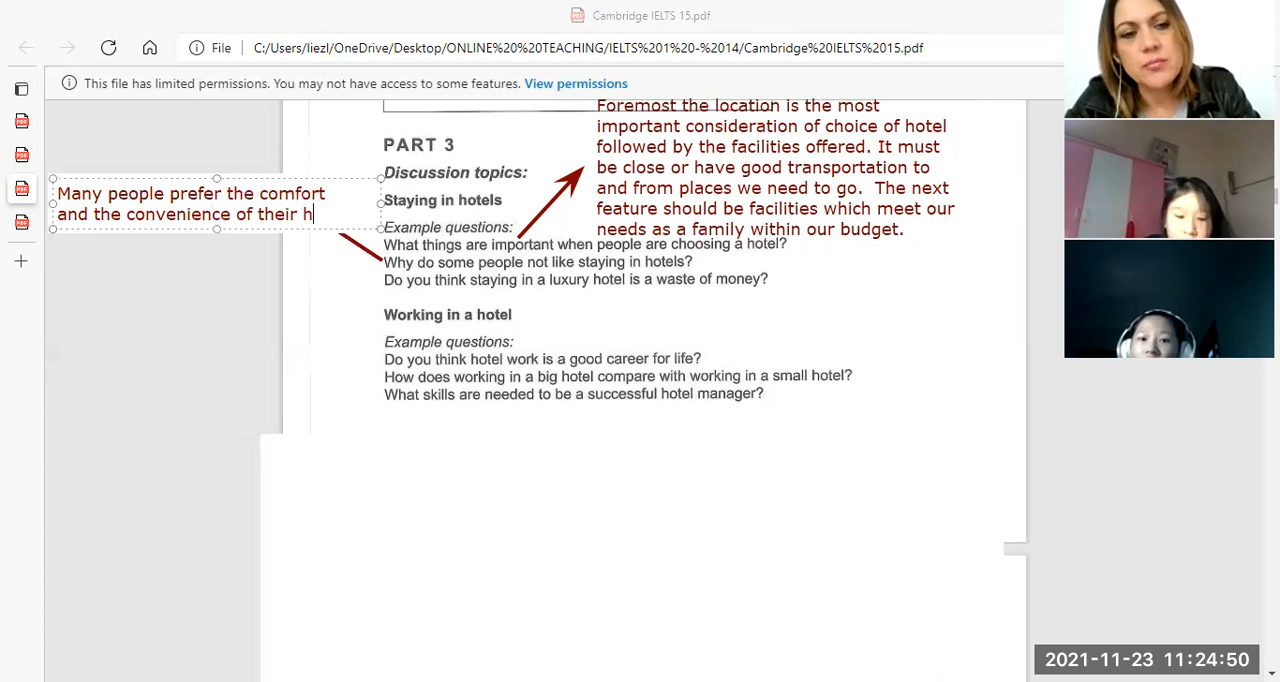 Cambridge IELTS 15.pdf
File C:/Users/liezl/OneDrive/Desktop/ONLINE%20%20TEACHING/IELTS%201%20-%2014/Cambridge%20IELTS%2015.pdf
This file has limited permissions. You may not have access to some features. View permissions
Foremost the location is the most
important consideration of choice of hotel
followed by the facilities offered. It must
be close or have good transportation to
and from places we need to go. The next
feature should be facilities which meet our
needs as a family within our budget.
PART 3
Discussion topics:
Many people prefer the comfort
and the convenience of their h
Staying in hotels
Example questions:
What things are important when people are choosing a hotel?
Why do some people not like staying in hotels?
Do you think staying in a luxury hotel is a waste of money?
Working in a hotel
Example questions:
Do you think hotel work is a good career for life?
How does working in a big hotel compare with working in a small hotel?
What skills are needed to be a successful hotel manager?
2021-11-23 11:24:50